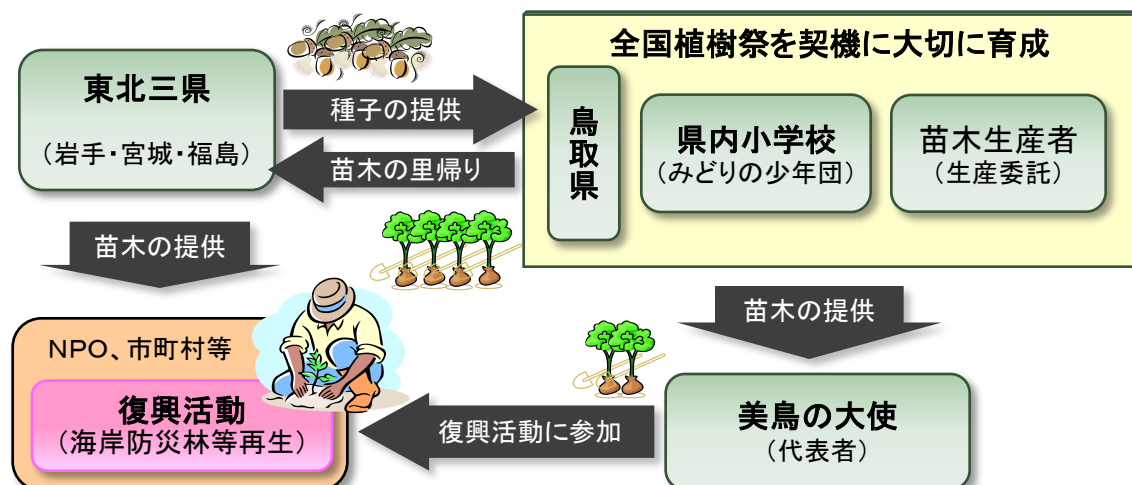 全国植樹祭を契機に大切に育成
東北三県
(岩手・宮城・福島)
種子の提供
苗木の里帰り
鳥取県
県内小学校
(みどりの少年団)
苗木生産者
(生産委託)
苗木の提供
苗木の提供
NPO、市町村等
復興活動
(海岸防災林等再生)
復興活動に参加
美鳥の大使
(代表者)